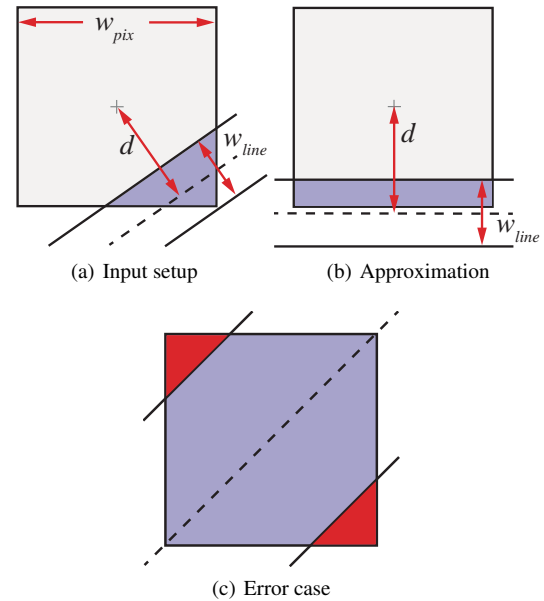 w_pix
d
w_line
d
w_line
(a) Input setup
(b) Approximation
(c) Error case